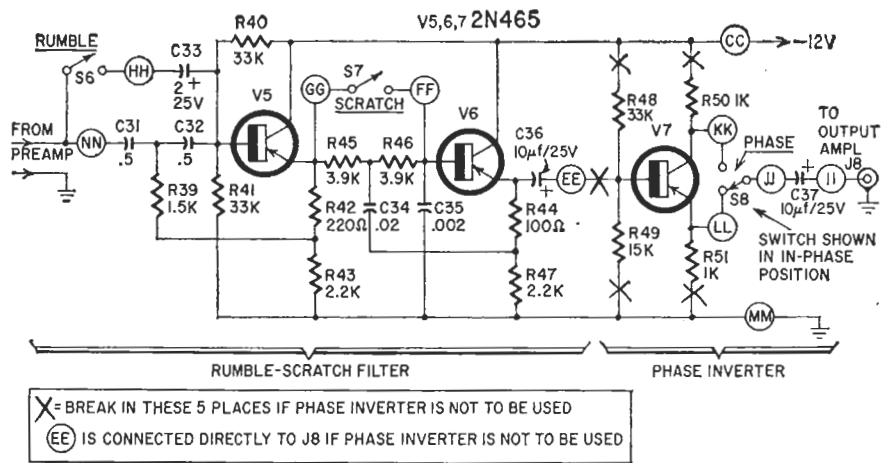 V5,6,7 2N465
RUMBLE
S6
HH
C33
2 +
25V
R40
33K
CC
-12V
V5
GG
S7
SCRATCH
FF
V6
R48
33K
R50 1K
FROM
PREAMP
NN
C31
.5
C32
.5
R45
3.9K
R46
3.9K
C36
10µf/25V
+
EE
V7
KK
PHASE
TO
OUTPUT
AMPL
J8
JJ
+
II
S8
C37
10µf/25V
LL
R39
1.5K
R41
33K
R42
220Ω
C34
.02
C35
.002
R44
100Ω
R49
15K
R51
1K
SWITCH SHOWN
IN IN-PHASE
POSITION
R43
2.2K
R47
2.2K
MM
RUMBLE-SCRATCH FILTER
PHASE INVERTER
X = BREAK IN THESE 5 PLACES IF PHASE INVERTER IS NOT TO BE USED
EE IS CONNECTED DIRECTLY TO J8 IF PHASE INVERTER IS NOT TO BE USED